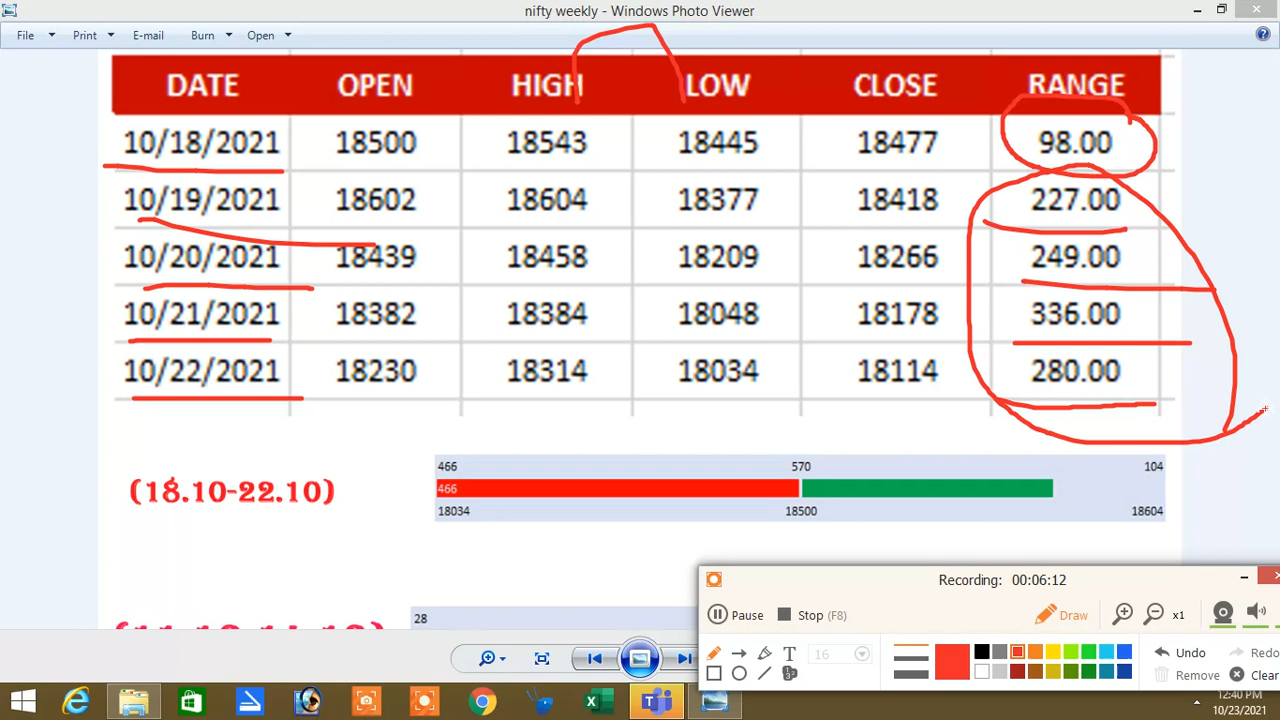 nifty weekly - Windows Photo Viewer
File Print E-mail Burn Open
DATE OPEN HIGH LOW CLOSE RANGE
10/18/2021 18500 18543 18445 18477 98.00
10/19/2021 18602 18604 18377 18418 227.00
10/20/2021 18439 18458 18209 18266 249.00
10/21/2021 18382 18384 18048 18178 336.00
10/22/2021 18230 18314 18034 18114 280.00
466 570 104
(18.10-22.10) 466
18034 18500 18604
28
Recording: 00:06:12
Pause Stop (F8) Draw x1
T 16 Undo Redo
Remove Clear
12:40 PM
10/23/2021